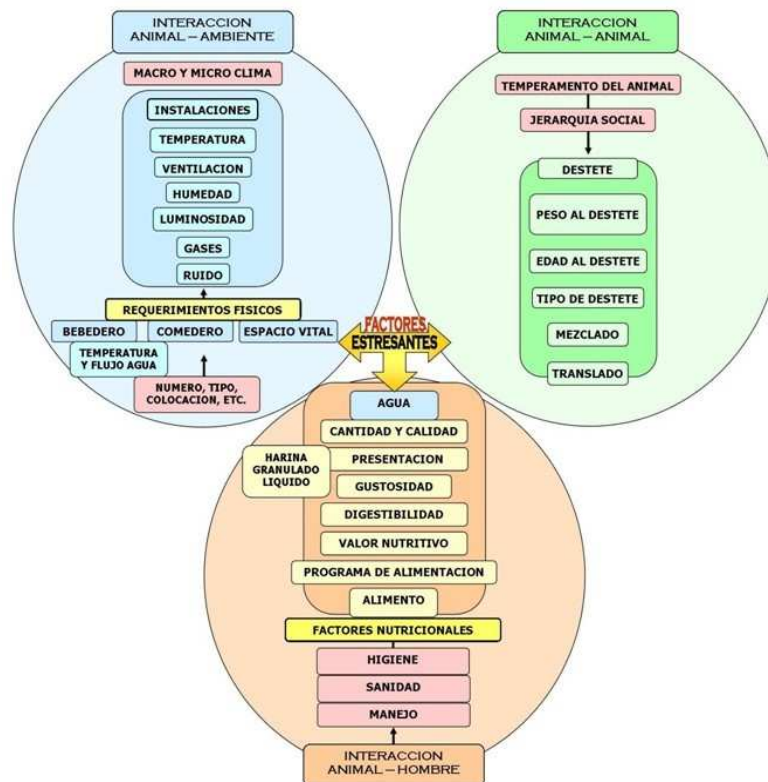 INTERACCION
ANIMAL – AMBIENTE
MACRO Y MICRO CLIMA
INSTALACIONES
TEMPERATURA
VENTILACION
HUMEDAD
LUMINOSIDAD
GASES
RUIDO
REQUERIMIENTOS FISICOS
BEBEDERO
COMEDERO
ESPACIO VITAL
TEMPERATURA
Y FLUJO AGUA
NUMERO, TIPO,
COLOCACION, ETC.
INTERACCION
ANIMAL – ANIMAL
TEMPERAMENTO DEL ANIMAL
JERARQUIA SOCIAL
DESTETE
PESO AL DESTETE
EDAD AL DESTETE
TIPO DE DESTETE
MEZCLADO
TRANSLADO
FACTORES
ESTRESANTES
AGUA
CANTIDAD Y CALIDAD
HARINA
GRANULADO
LIQUIDO
PRESENTACION
GUSTOSIDAD
DIGESTIBILIDAD
VALOR NUTRITIVO
PROGRAMA DE ALIMENTACION
ALIMENTO
FACTORES NUTRICIONALES
HIGIENE
SANIDAD
MANEJO
INTERACCION
ANIMAL – HOMBRE